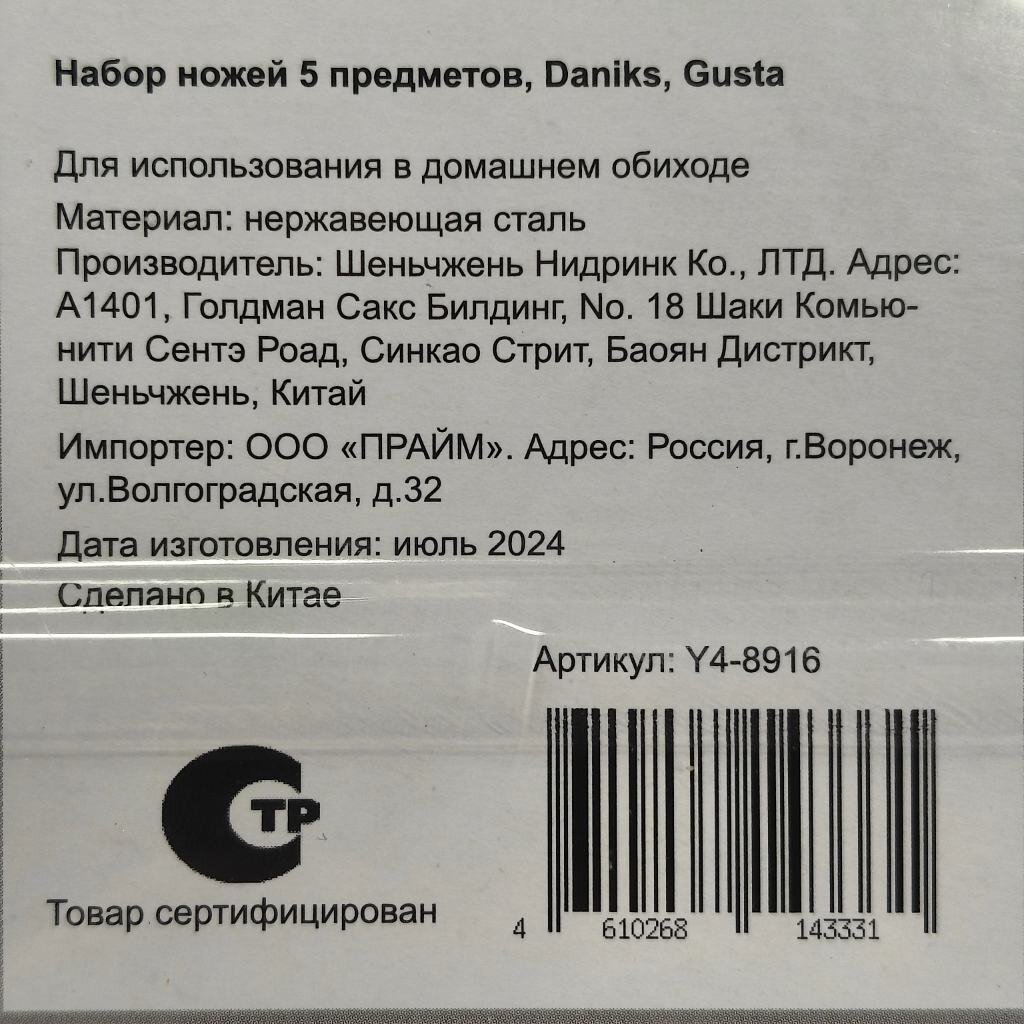 Набор ножей 5 предметов, Daniks, Gusta
Для использования в домашнем обиходе
Материал: нержавеющая сталь
Производитель: Шеньчжень Нидринк Ко., ЛТД. Адрес:
А1401, Голдман Сакс Билдинг, No. 18 Шаки Комью-
нити Сентэ Роад, Синкао Стрит, Баоян Дистрикт,
Шеньчжень, Китай
Импортер: ООО «ПРАЙМ». Адрес: Россия, г.Воронеж,
ул.Волгоградская, д.32
Дата изготовления: июль 2024
Сделано в Китае
Артикул: Y4-8916
СТР
Товар сертифицирован
4 610268 143331